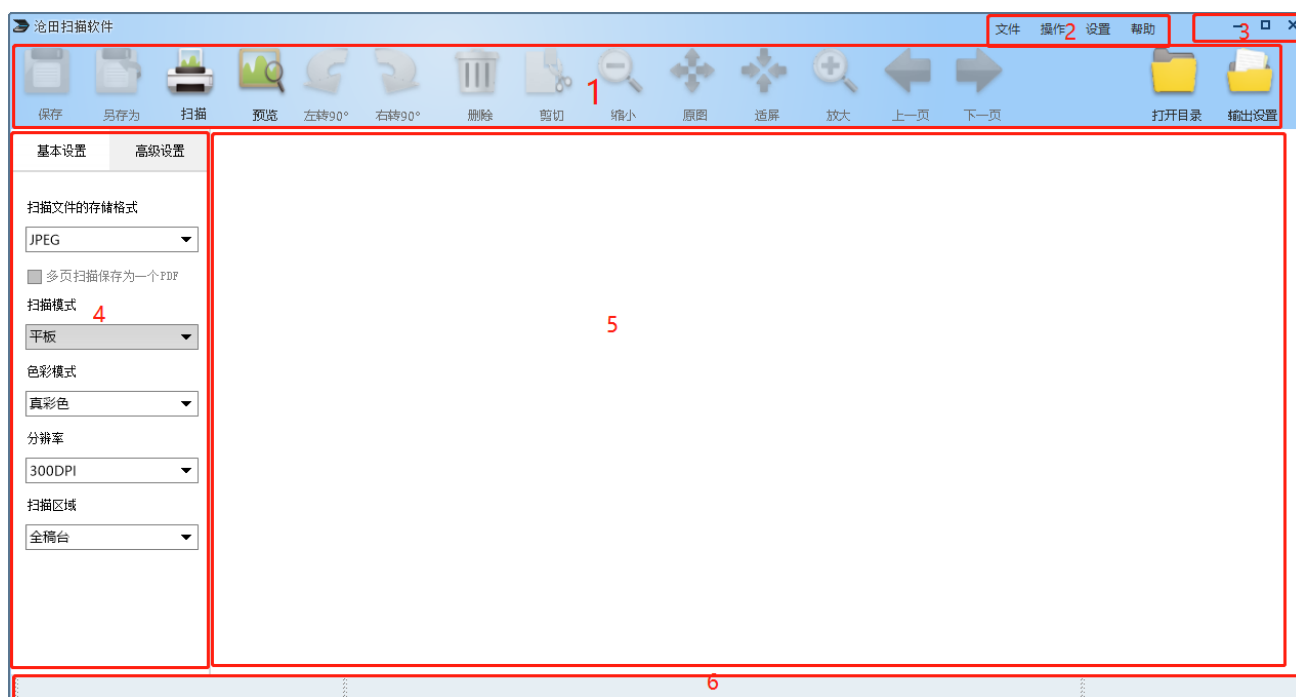 沧田扫描软件
文件 操作 2 设置 帮助
3
1
保存 另存为 扫描 预览 左转90° 右转90° 删除 剪切 缩小 原图 适屏 放大 上一页 下一页 打开目录 输出设置
基本设置 高级设置
扫描文件的存储格式
JPEG
多页扫描保存为一个PDF
扫描模式
4
平板
5
色彩模式
真彩色
分辨率
300DPI
扫描区域
全稿台
6